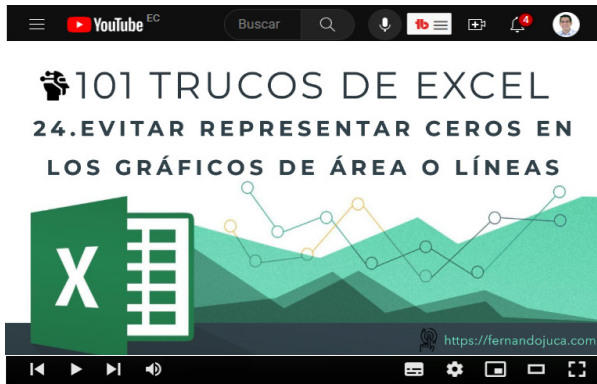 YouTube EC
Buscar
tb
4
101 TRUCOS DE EXCEL
24.EVITAR REPRESENTAR CEROS EN
LOS GRÁFICOS DE ÁREA O LÍNEAS
X
https://fernandojuca.com